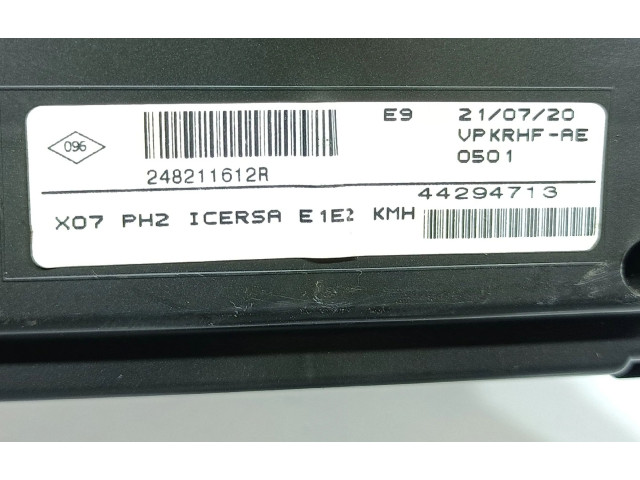 096
248211612R
E9 21/07/20
VPKRHF-AE
0501
44294713
X07 PH2 ICERSA E1E2 KMH